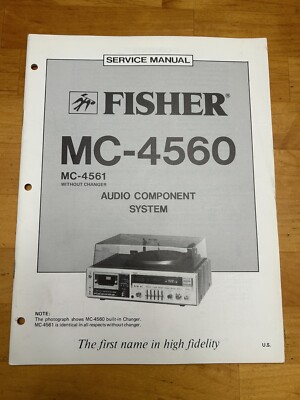 SERVICE MANUAL
FISHER®
MC-4560
MC-4561
WITHOUT CHANGER
AUDIO COMPONENT
SYSTEM
NOTE:
The photograph shows MC-4560 built-in Changer.
MC-4561 is identical in all respects without changer.
The first name in high fidelity
U.S.